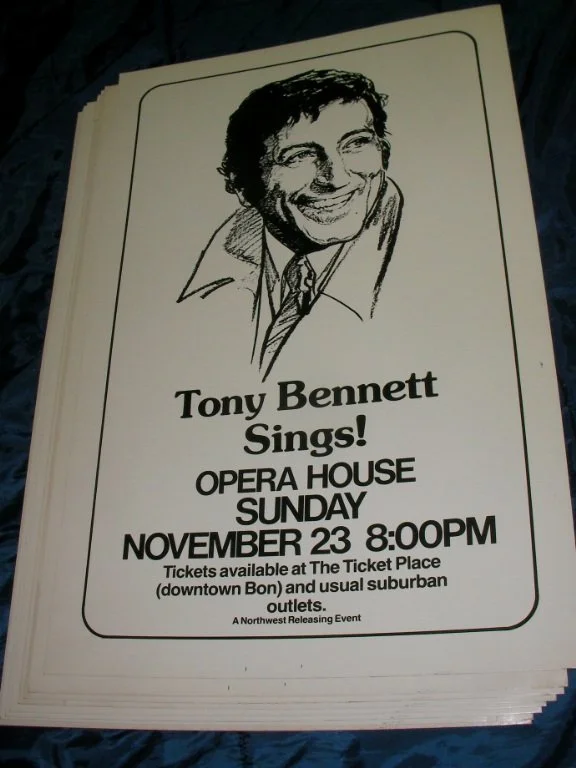 Tony Bennett
Sings!
OPERA HOUSE
SUNDAY
NOVEMBER 23 8:00PM
Tickets available at The Ticket Place
(downtown Bon) and usual suburban
outlets.
A Northwest Releasing Event